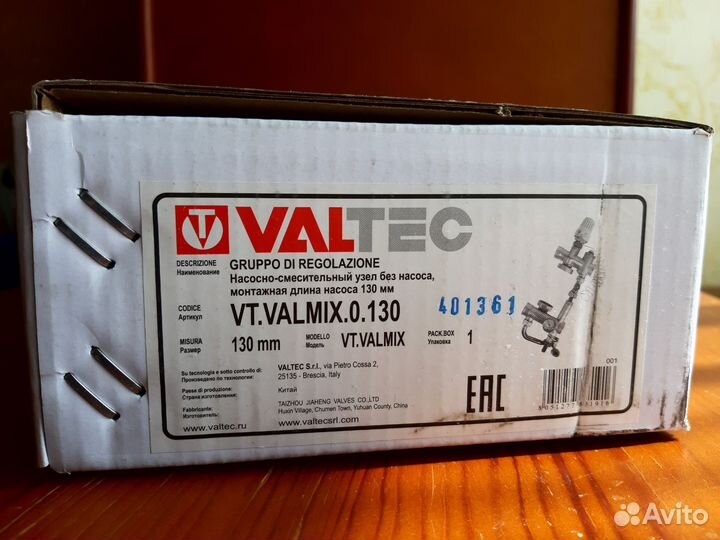 VALTEC
DESCRIZIONE GRUPPO DI REGOLAZIONE
Наименование Насосно-смесительный узел без насоса,
монтажная длина насоса 130 мм
CODICE
Артикул VT.VALMIX.0.130 401361
MISURA
Размер 130 mm MODELLO
Модель VT.VALMIX PACK.BOX
Упаковка 1
Su tecnologia e sotto controllo di: VALTEC S.r.l., via Pietro Cossa 2,
Произведено по технологии: 25135 - Brescia, Italy
Paese di produzione:
Страна изготовления: Китай
Fabbricante: TAIZHOU JIAHENG VALVES CO.,LTD
Изготовитель: Huxin Village, Chumen Town, Yuhuan County, China
www.valtec.ru www.valtecsrl.com
EAC
001
Avito